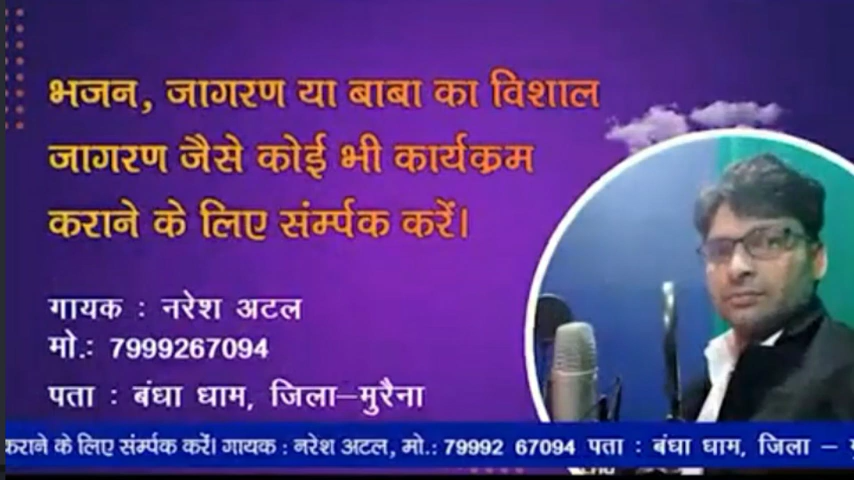 भजन, जागरण या बाबा का विशाल
जागरण जैसे कोई भी कार्यक्रम
कराने के लिए संर्म्पक करें।
गायक : नरेश अटल
मो.: 7999267094
पता : बंघा घाम, जिला–मुरैना
कराने के लिए संर्म्पक करें। गायक : नरेश अटल, मो.: 79992 67094 पता : बंघा घाम, जिला –